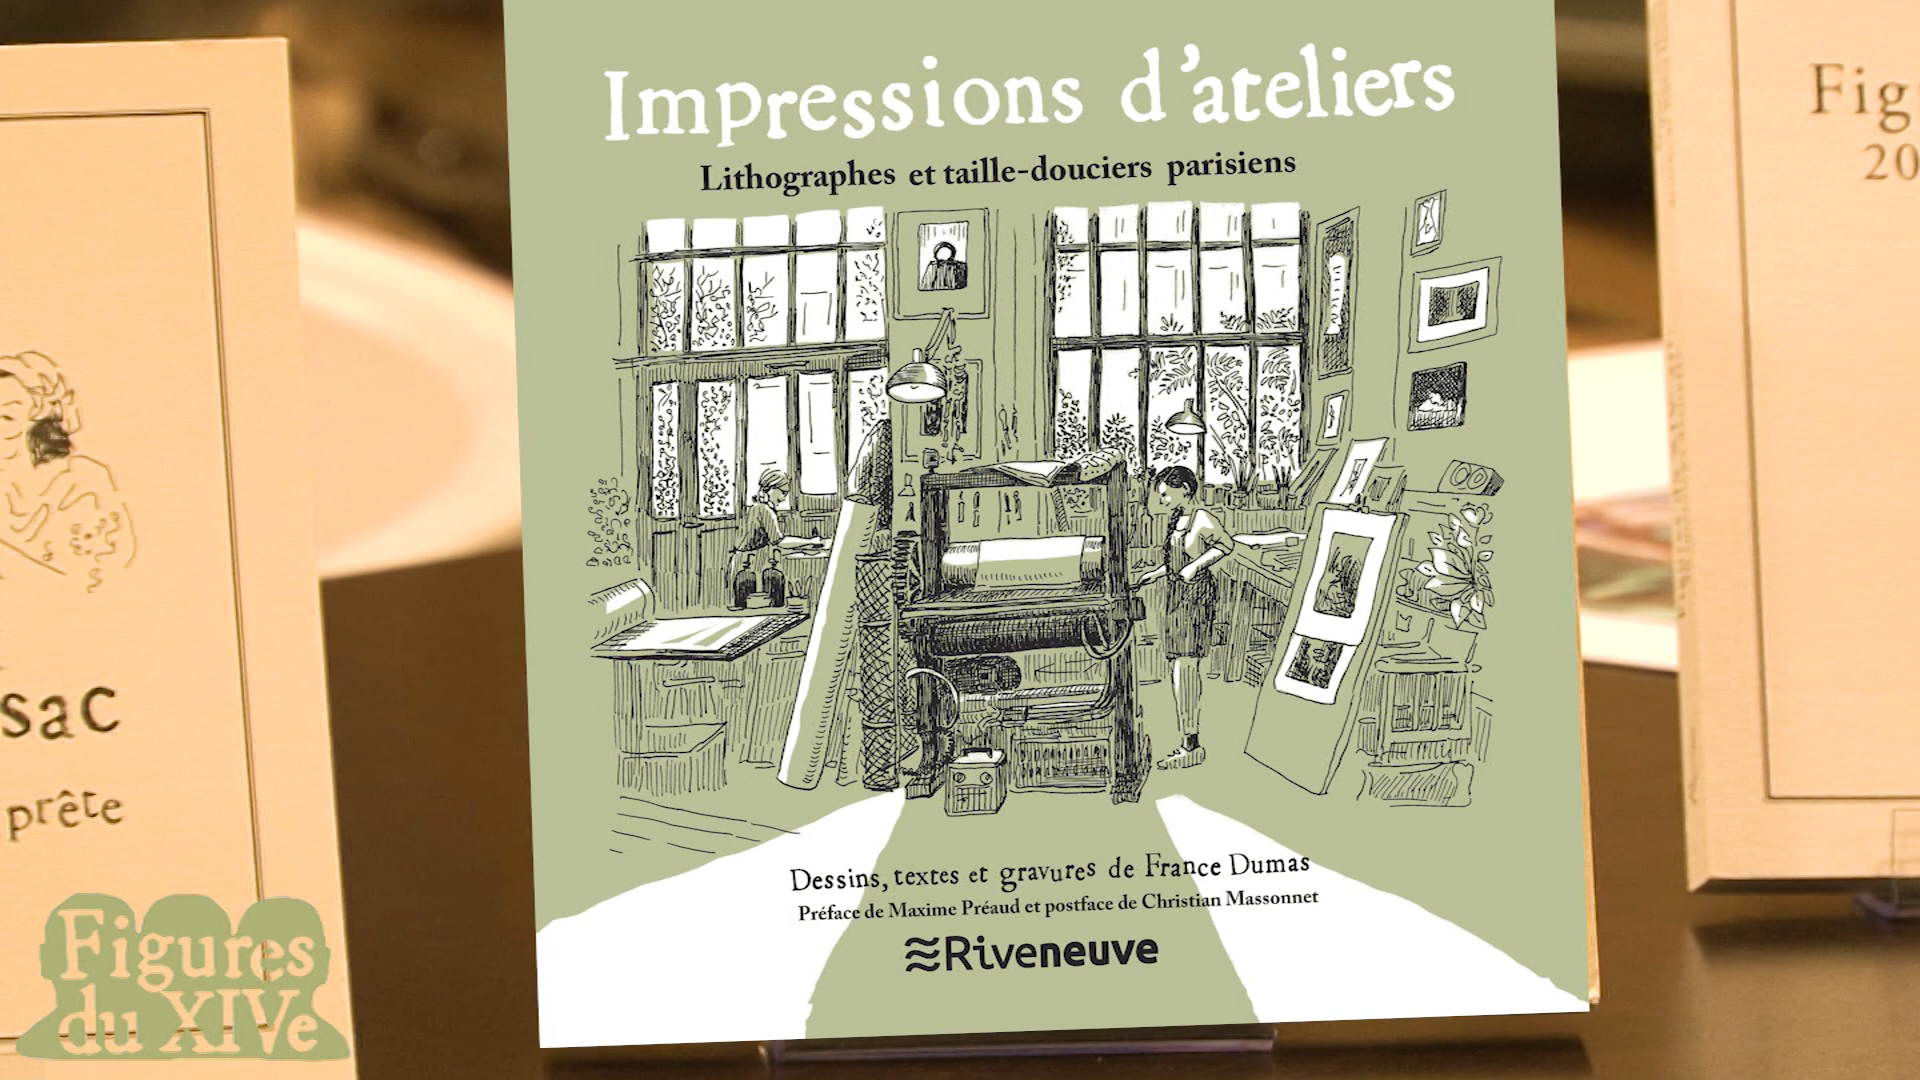 Impressions d'ateliers
Lithographes et taille-douciers parisiens
Dessins, textes et gravures de France Dumas
Préface de Maxime Préaud et postface de Christian Massonnet
Riveneuve
sac
prête
Fig
20
Figures
du XIVe